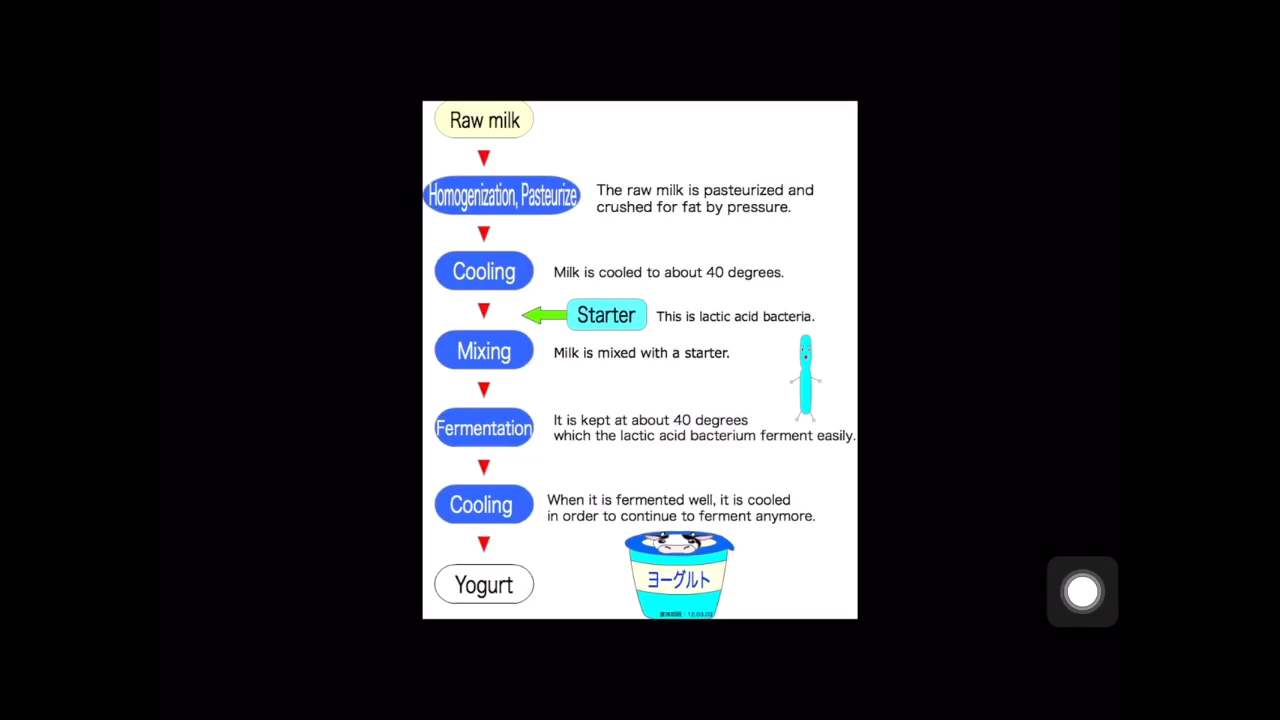 Raw milk
Homogenization, Pasteurize
The raw milk is pasteurized and
crushed for fat by pressure.
Cooling
Milk is cooled to about 40 degrees.
Starter
This is lactic acid bacteria.
Mixing
Milk is mixed with a starter.
Fermentation
It is kept at about 40 degrees
which the lactic acid bacterium ferment easily.
Cooling
When it is fermented well, it is cooled
in order to continue to ferment anymore.
Yogurt
ヨーグルト